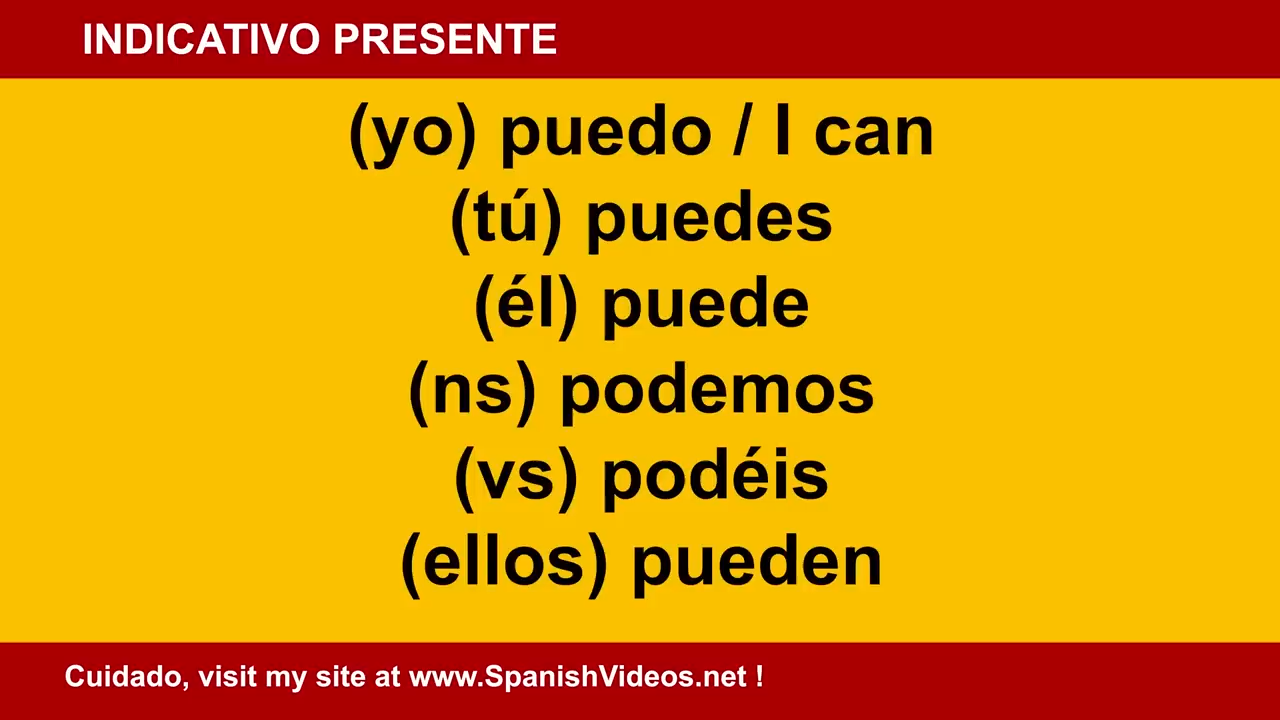 INDICATIVO PRESENTE
(yo) puedo / I can
(tú) puedes
(él) puede
(ns) podemos
(vs) podéis
(ellos) pueden
Cuidado, visit my site at www.SpanishVideos.net !